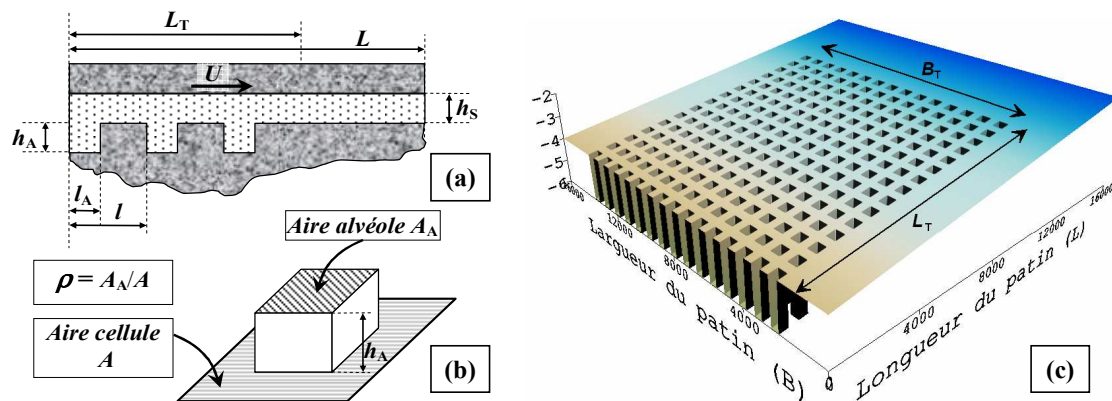 (a)
L_T
L
U
h_S
h_A
l_A
l
Aire alvéole A_A
ρ = A_A/A
Aire cellule
A
h_A
(b)
B_T
L_T
-2
-3
-4
-5
-6
12000
8000
4000
0
4000
8000
12000
16000
Largueur du patin (B)
Longueur du patin (L)
(c)